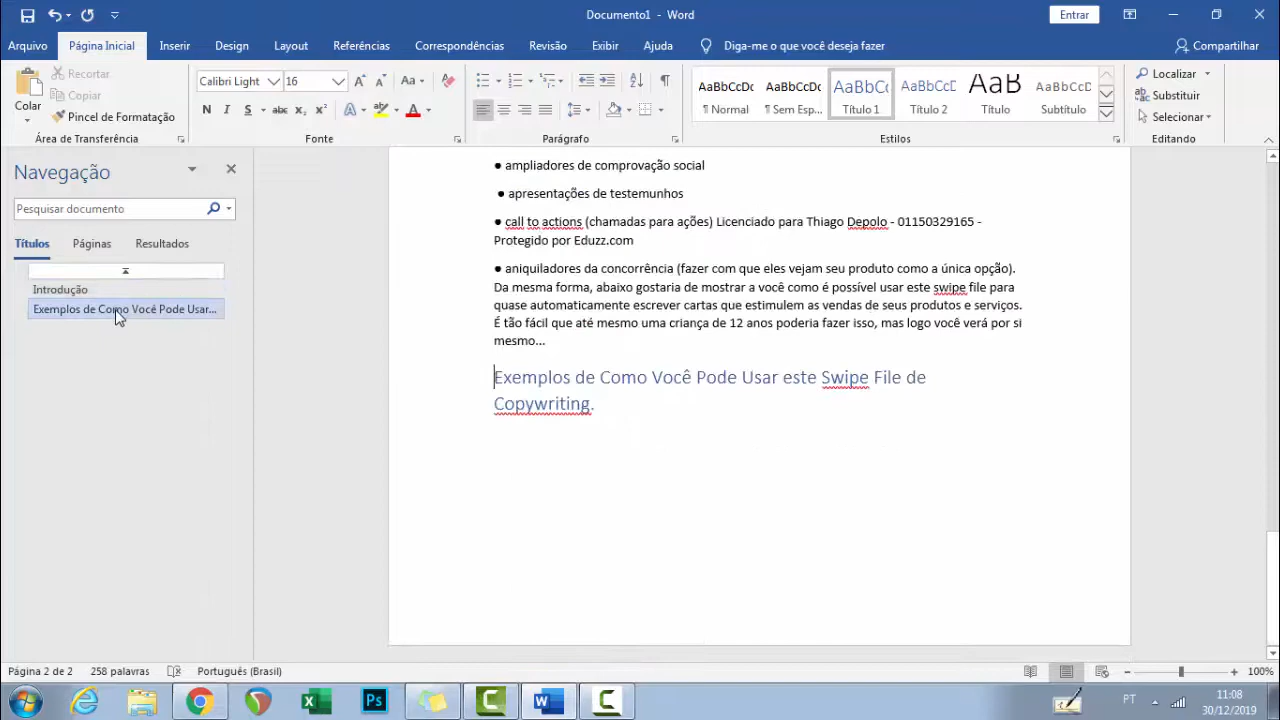 Documento1 - Word
Entrar
Arquivo Página Inicial Inserir Design Layout Referências Correspondências Revisão Exibir Ajuda Diga-me o que você deseja fazer Compartilhar
Colar
Recortar
Copiar
Pincel de Formatação
Área de Transferência
Calibri Light 16
Aa
N I S abc x₂ x²
A A
Fonte
Parágrafo
AaBbCcDc AaBbCcDc AaBbCc AaBbCcD AaB AaBbCcD
¶ Normal ¶ Sem Esp... Título 1 Título 2 Título Subtítulo
Estilos
Localizar
Substituir
Selecionar
Editando
Navegação
Pesquisar documento
Títulos Páginas Resultados
Introdução
Exemplos de Como Você Pode Usar...
● ampliadores de comprovação social
● apresentações de testemunhos
● call to actions (chamadas para ações) Licenciado para Thiago Depolo - 01150329165 -
Protegido por Eduzz.com
● aniquiladores da concorrência (fazer com que eles vejam seu produto como a única opção).
Da mesma forma, abaixo gostaria de mostrar a você como é possível usar este swipe file para
quase automaticamente escrever cartas que estimulem as vendas de seus produtos e serviços.
É tão fácil que até mesmo uma criança de 12 anos poderia fazer isso, mas logo você verá por si
mesmo...
Exemplos de Como Você Pode Usar este Swipe File de
Copywriting.
Página 2 de 2 258 palavras Português (Brasil) 100%
Ps
PT
11:08
30/12/2019